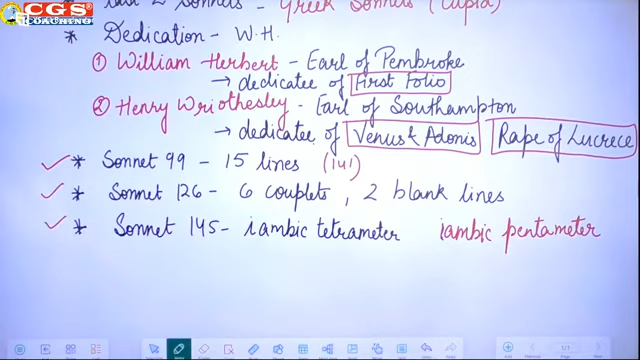 CGS
COACHING
Last 2 Sonnets - Greek Sonnets (Cupid)
* Dedication - W.H.
① William Herbert - Earl of Pembroke
→ dedicatee of First Folio
② Henry Wriothesley - Earl of Southampton
→ dedicatee of Venus & Adonis Rape of Lucrece
* Sonnet 99 - 15 lines (141)
* Sonnet 126 - 6 couplets, 2 blank lines
* Sonnet 145 - iambic tetrameter iambic pentameter
1/1